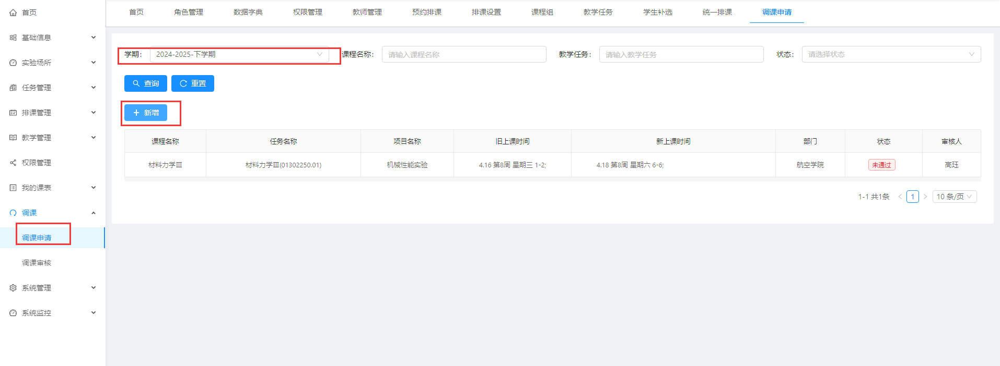 首页
基础信息
实验场所
任务管理
排课管理
教学管理
权限管理
我的课表
调课
调课申请
调课审核
系统管理
系统监控
首页 角色管理 数据字典 权限管理 教师管理 预约排课 排课设置 课程组 教学任务 学生补选 统一排课 调课申请
学期: 2024-2025-下学期 课程名称: 请输入课程名称 教学任务: 请输入教学任务 状态: 请选择状态
查询 重置
新增
课程名称 任务名称 项目名称 旧上课时间 新上课时间 部门 状态 审核人
材料力学Ⅲ 材料力学Ⅲ(01302250.01) 机械性能实验 4.16 第8周 星期三 1-2; 4.18 第8周 星期六 6-6; 航空学院 未通过 高珏
1-1 共1条 < 1 > 10 条/页